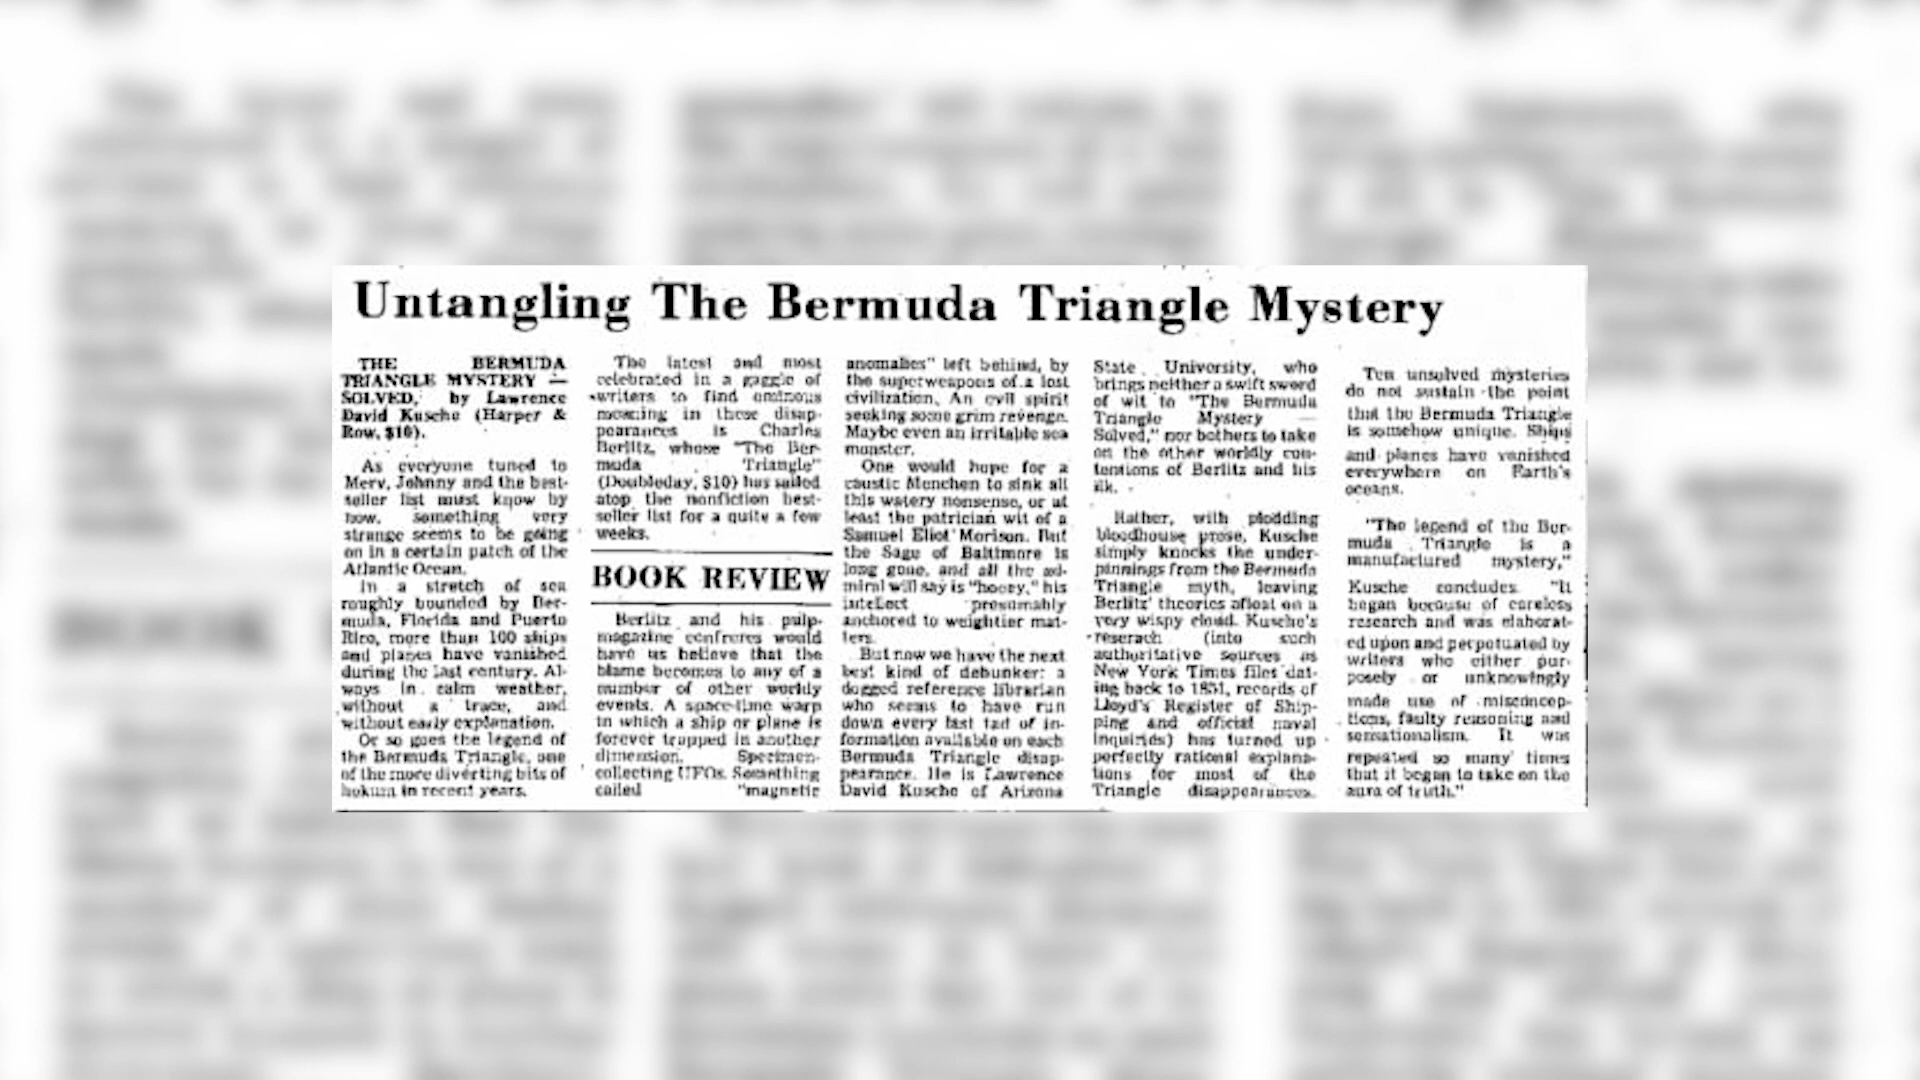 Untangling The Bermuda Triangle Mystery
THE BERMUDA
TRIANGLE MYSTERY —
SOLVED, by Lawrence
David Kusche (Harper &
Row, $10).
As everyone tuned to
Merv, Johnny and the best-
seller list must know by
now, something very
strange seems to be going
on in a certain patch of the
Atlantic Ocean.
In a stretch of sea
roughly bounded by Ber-
muda, Florida and Puerto
Rico, more than 100 ships
and planes have vanished
during the last century. Al-
ways in calm weather,
without a trace, and
without early explanation.
Or so goes the legend of
the Bermuda Triangle, one
of the more diverting bits of
hokum in recent years.
The latest and most
celebrated in a gaggle of
writers to find ominous
meaning in these disap-
pearances is Charles
Berlitz, whose "The Ber-
muda Triangle"
(Doubleday, $10) has sailed
atop the nonfiction best-
seller list for a quite a few
weeks.
BOOK REVIEW
Berlitz and his pulp-
magazine confreres would
have us believe that the
blame becomes to any of a
number of other worldly
events. A space-time warp
in which a ship or plane is
forever trapped in another
dimension. Specimen-
collecting UFOs. Something
called "magnetic
anomalies" left behind, by
the superweapons of a lost
civilization. An evil spirit
seeking some grim revenge.
Maybe even an irritable sea
monster.
One would hope for a
caustic Menchen to sink all
this watery nonsense, or at
least the patrician wit of a
Samuel Eliot Morison. But
the Sage of Baltimore is
long gone, and all the ad-
miral will say is "hooey," his
intellect presumably
anchored to weightier mat-
ters.
But now we have the next
best kind of debunker: a
dogged reference librarian
who seems to have run
down every last tad of in-
formation available on each
Bermuda Triangle disap-
pearance. He is Lawrence
David Kusche of Arizona
State University, who
brings neither a swift sword
of wit to "The Bermuda
Triangle Mystery —
Solved," nor bothers to take
on the other worldly con-
tentions of Berlitz and his
ilk.
Rather, with plodding
bloodhouse prose, Kusche
simply knocks the under-
pinnings from the Bermuda
Triangle myth, leaving
Berlitz' theories afloat on a
very wispy cloud. Kusche's
reserach (into such
authoritative sources as
New York Times files dat-
ing back to 1851, records of
Lloyd's Register of Ship-
ping and official naval
inquiries) has turned up
perfectly rational explana-
tions for most of the
Triangle disappearances.
Ten unsolved mysteries
do not sustain the point
that the Bermuda Triangle
is somehow unique. Ships
and planes have vanished
everywhere on Earth's
oceans.
"The legend of the Ber-
muda Triangle is a
manufactured mystery,"
Kusche concludes. "It
began because of careless
research and was elaborat-
ed upon and perpetuated by
writers who either pur-
posely or unknowingly
made use of misconcep-
tions, faulty reasoning and
sensationalism. It was
repeated so many times
that it began to take on the
aura of truth."